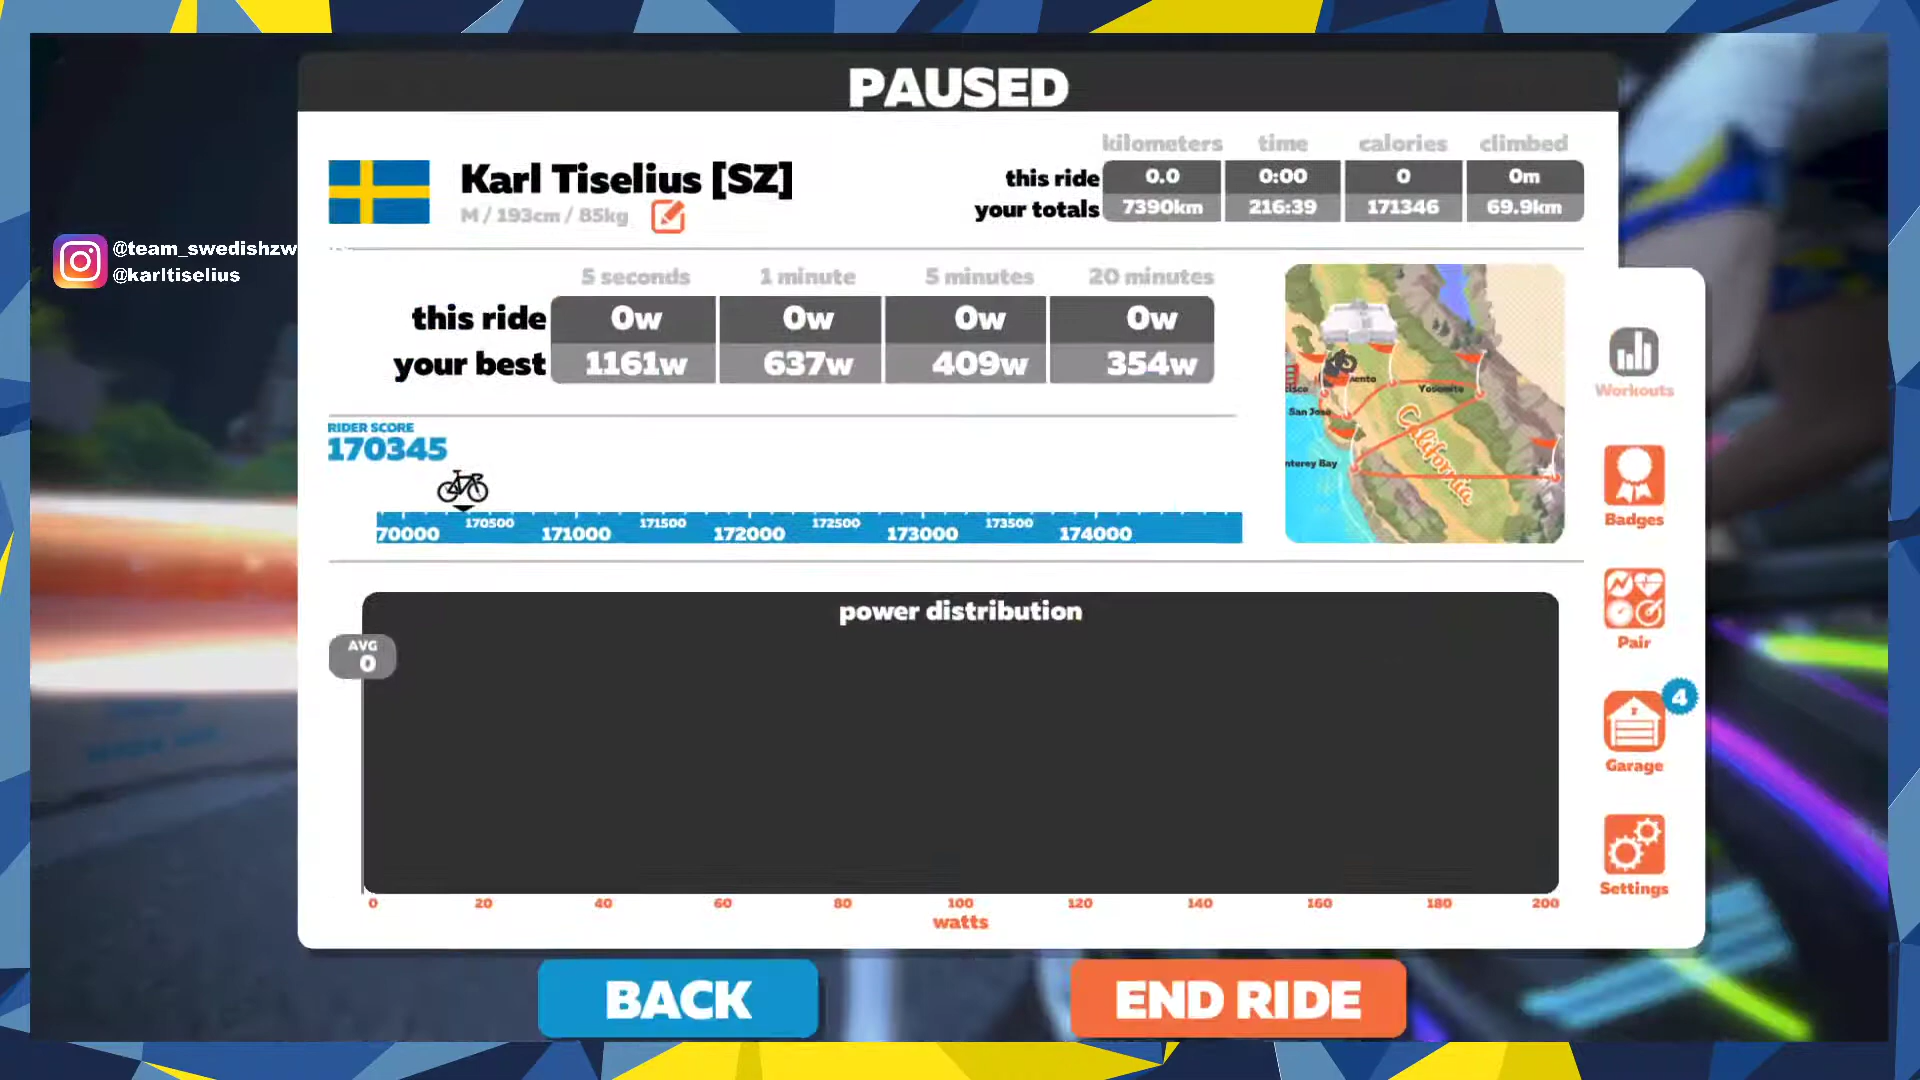 PAUSED
Karl Tiselius [SZ]
M / 193cm / 85kg
kilometers time calories climbed
this ride 0.0 0:00 0 0m
your totals 7390km 216:39 171346 69.9km
@team_swedishzw
@karltiselius
5 seconds 1 minute 5 minutes 20 minutes
this ride 0w 0w 0w 0w
your best 1161w 637w 409w 354w
RIDER SCORE
170345
70000 170500 171000 171500 172000 172500 173000 173500 174000
isco
ento
Yosemite
San Jose
nterey Bay
California
Workouts
Badges
Pair
4
Garage
Settings
power distribution
AVG
0
0 20 40 60 80 100 120 140 160 180 200
watts
BACK
END RIDE